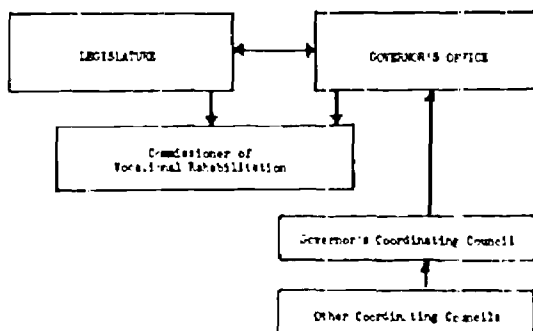 LEGISLATURE
GOVERNOR'S OFFICE
Commissioner of
Vocational Rehabilitation
Governor's Coordinating Council
Other Coordinating Councils